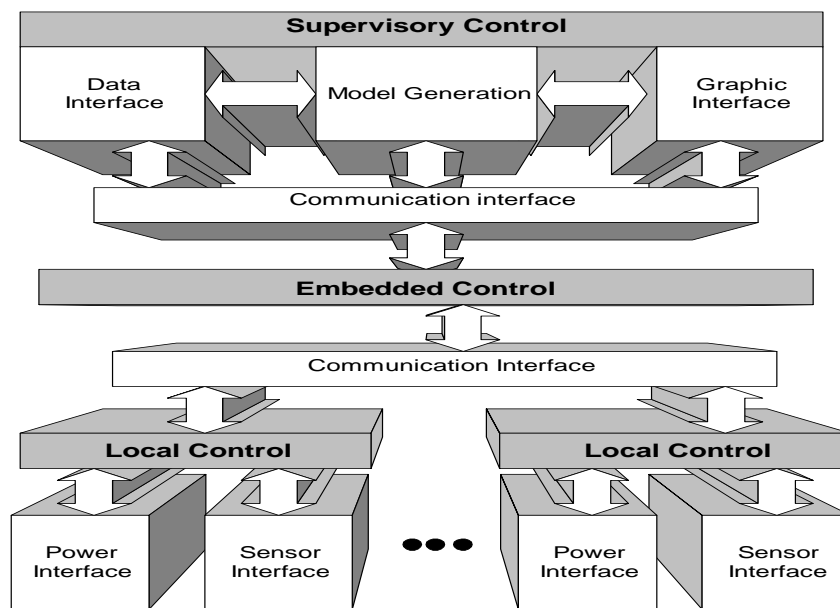 Supervisory Control
Data
Interface
Model Generation
Graphic
Interface
Communication interface
Embedded Control
Communication Interface
Local Control
Local Control
Power
Interface
Sensor
Interface
Power
Interface
Sensor
Interface